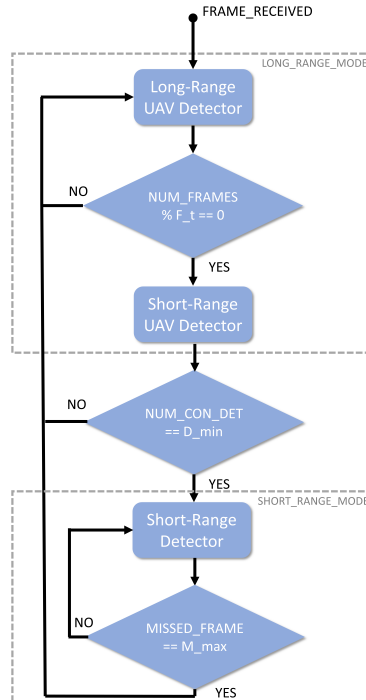 FRAME_RECEIVED
LONG_RANGE_MODE
Long-Range
UAV Detector
NO
NUM_FRAMES
% F_t == 0
YES
Short-Range
UAV Detector
NO
NUM_CON_DET
== D_min
YES
SHORT_RANGE_MODE
Short-Range
Detector
NO
MISSED_FRAME
== M_max
YES